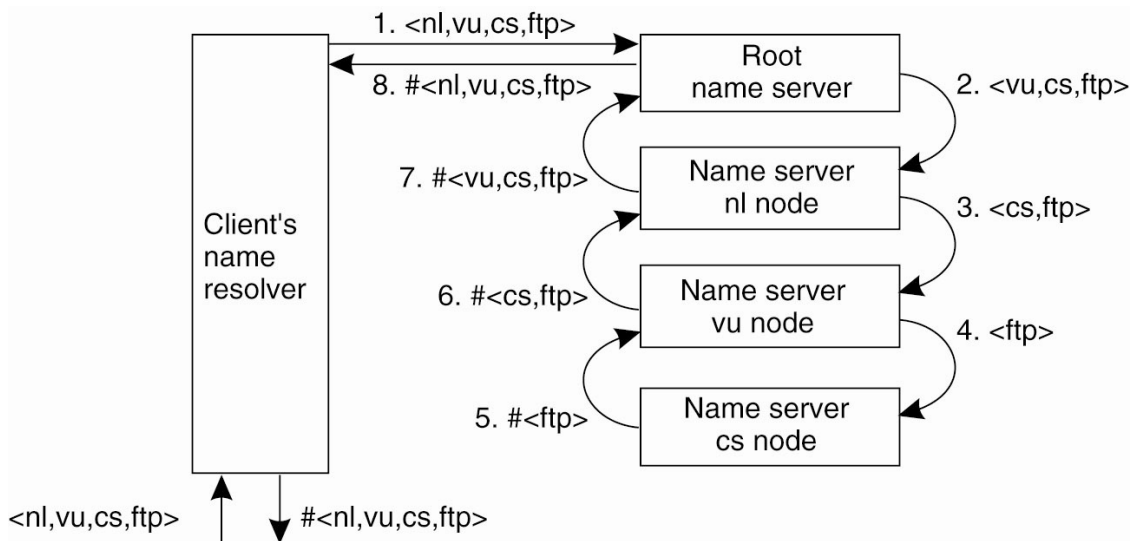 1. <nl,vu,cs,ftp>
8. #<nl,vu,cs,ftp>
Root
name server
2. <vu,cs,ftp>
7. #<vu,cs,ftp>
Name server
nl node
3. <cs,ftp>
Client's
name
resolver
6. #<cs,ftp>
Name server
vu node
4. <ftp>
5. #<ftp>
Name server
cs node
<nl,vu,cs,ftp>
#<nl,vu,cs,ftp>